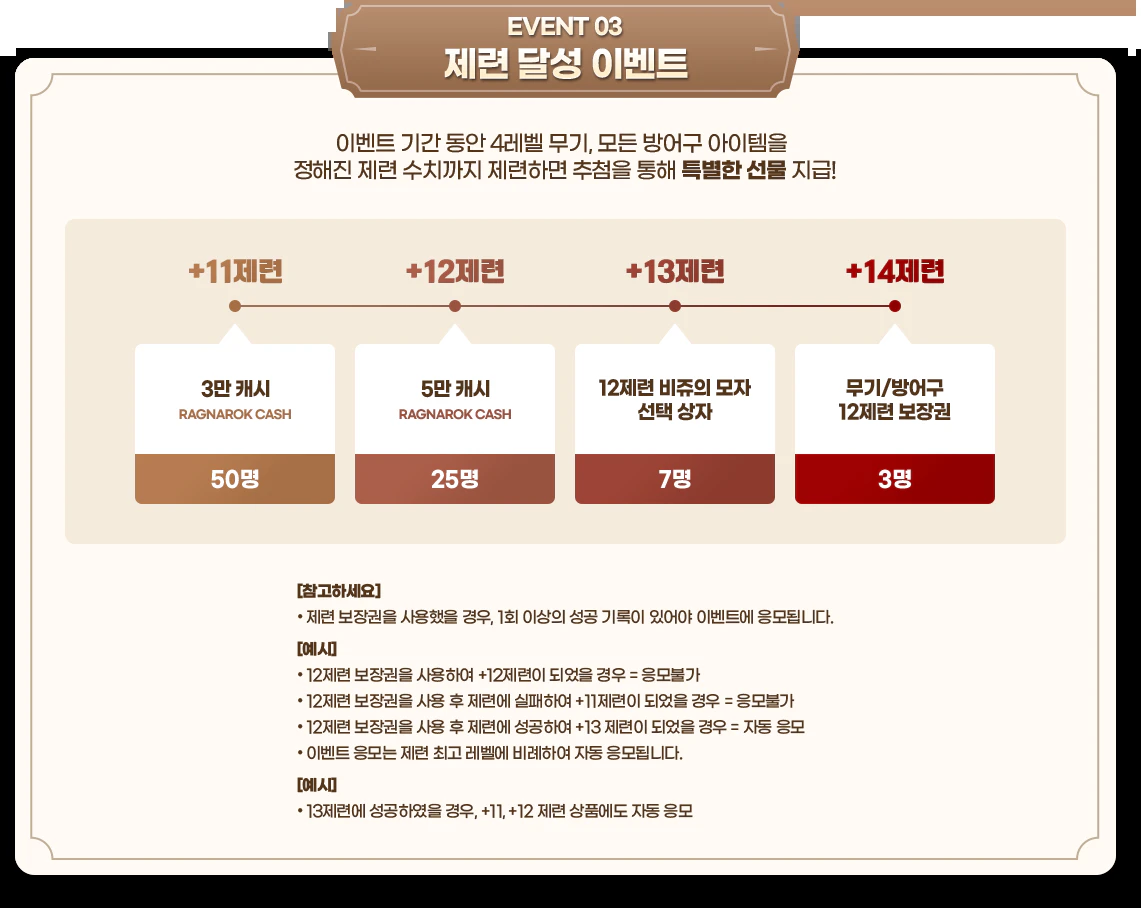 EVENT 03
제련 달성 이벤트
이벤트 기간 동안 4레벨 무기, 모든 방어구 아이템을
정해진 제련 수치까지 제련하면 추첨을 통해 특별한 선물 지급!
+11제련
+12제련
+13제련
+14제련
3만 캐시
RAGNAROK CASH
50명
5만 캐시
RAGNAROK CASH
25명
12제련 비쥬의 모자
선택 상자
7명
무기/방어구
12제련 보장권
3명
[참고하세요]
• 제련 보장권을 사용했을 경우, 1회 이상의 성공 기록이 있어야 이벤트에 응모됩니다.
[예시]
• 12제련 보장권을 사용하여 +12제련이 되었을 경우 = 응모불가
• 12제련 보장권을 사용 후 제련에 실패하여 +11제련이 되었을 경우 = 응모불가
• 12제련 보장권을 사용 후 제련에 성공하여 +13 제련이 되었을 경우 = 자동 응모
• 이벤트 응모는 제련 최고 레벨에 비례하여 자동 응모됩니다.
[예시]
• 13제련에 성공하였을 경우, +11, +12 제련 상품에도 자동 응모